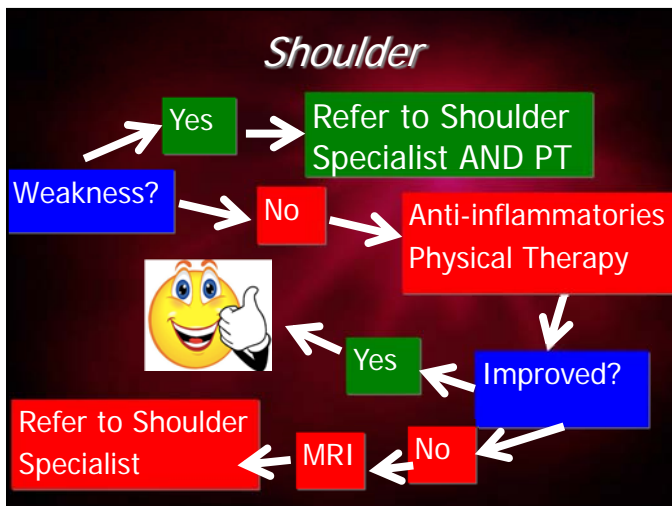 Shoulder
Yes
Refer to Shoulder
Specialist AND PT
Weakness?
No
Anti-inflammatories
Physical Therapy
Improved?
Yes
No
MRI
Refer to Shoulder
Specialist